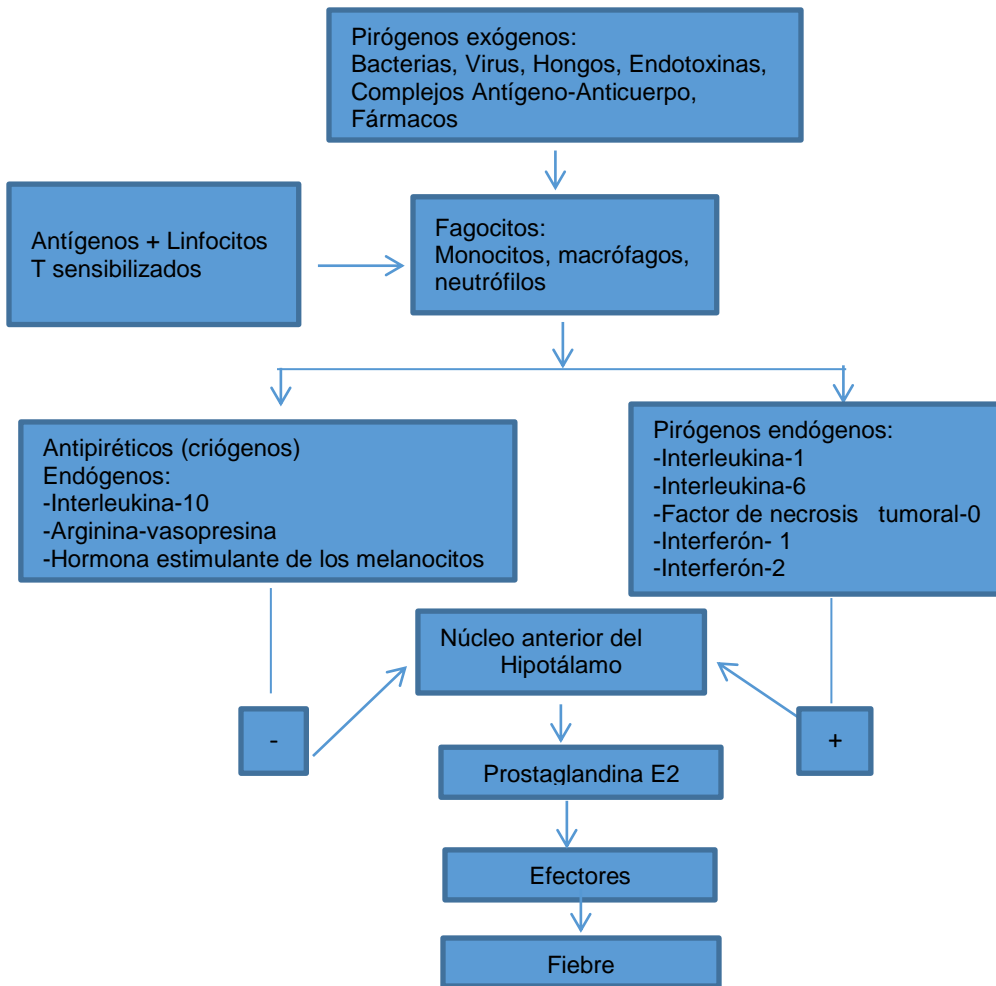 Pirógenos exógenos:
Bacterias, Virus, Hongos, Endotoxinas,
Complejos Antígeno-Anticuerpo,
Fármacos
Antígenos + Linfocitos
T sensibilizados
Fagocitos:
Monocitos, macrófagos,
neutrófilos
Antipiréticos (criógenos)
Endógenos:
-Interleukina-10
-Arginina-vasopresina
-Hormona estimulante de los melanocitos
Pirógenos endógenos:
-Interleukina-1
-Interleukina-6
-Factor de necrosis tumoral-0
-Interferón- 1
-Interferón-2
Núcleo anterior del
Hipotálamo
-
+
Prostaglandina E2
Efectores
Fiebre